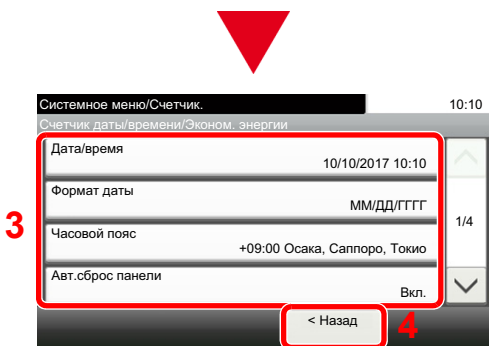 Системное меню/Счетчик.
10:10
Счетчик даты/времени/Эконом. энергии
Дата/время
10/10/2017 10:10
Формат даты
ММ/ДД/ГГГГ
3
Часовой пояс
+09:00 Осака, Саппоро, Токио
1/4
Авт.сброс панели
Вкл.
< Назад
4